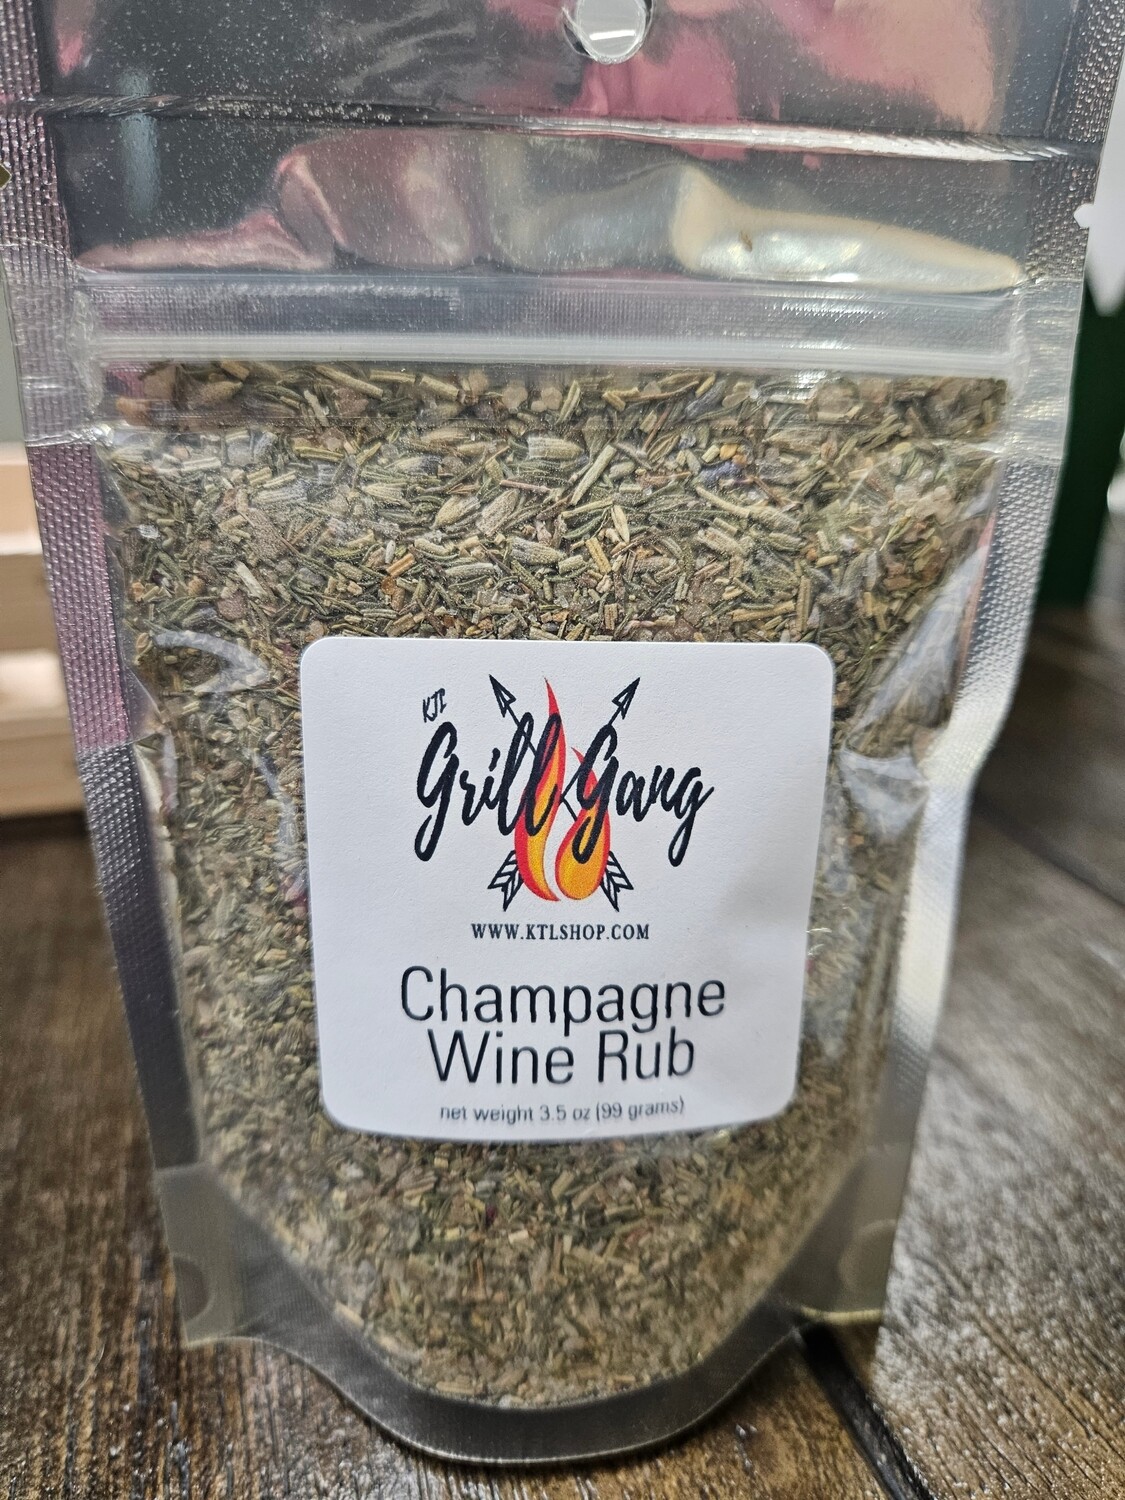 KTL
Grill Gang
WWW.KTLSHOP.COM
Champagne
Wine Rub
net weight 3.5 oz (99 grams)